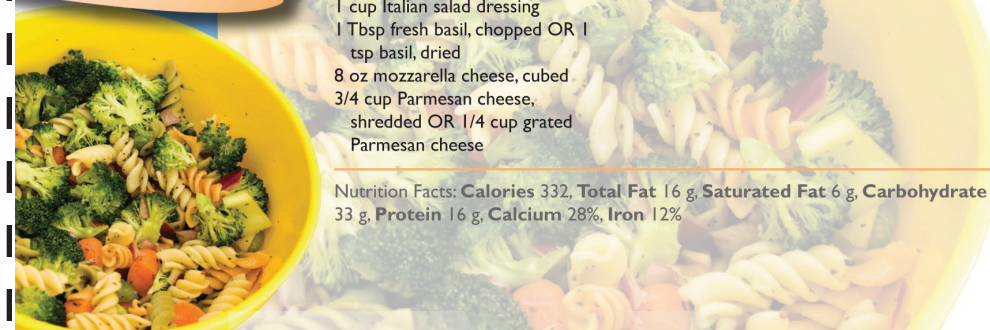 1 cup Italian salad dressing
1 Tbsp fresh basil, chopped OR 1
tsp basil, dried
8 oz mozzarella cheese, cubed
3/4 cup Parmesan cheese,
shredded OR 1/4 cup grated
Parmesan cheese
Nutrition Facts: Calories 332, Total Fat 16 g, Saturated Fat 6 g, Carbohydrate
33 g, Protein 16 g, Calcium 28%, Iron 12%